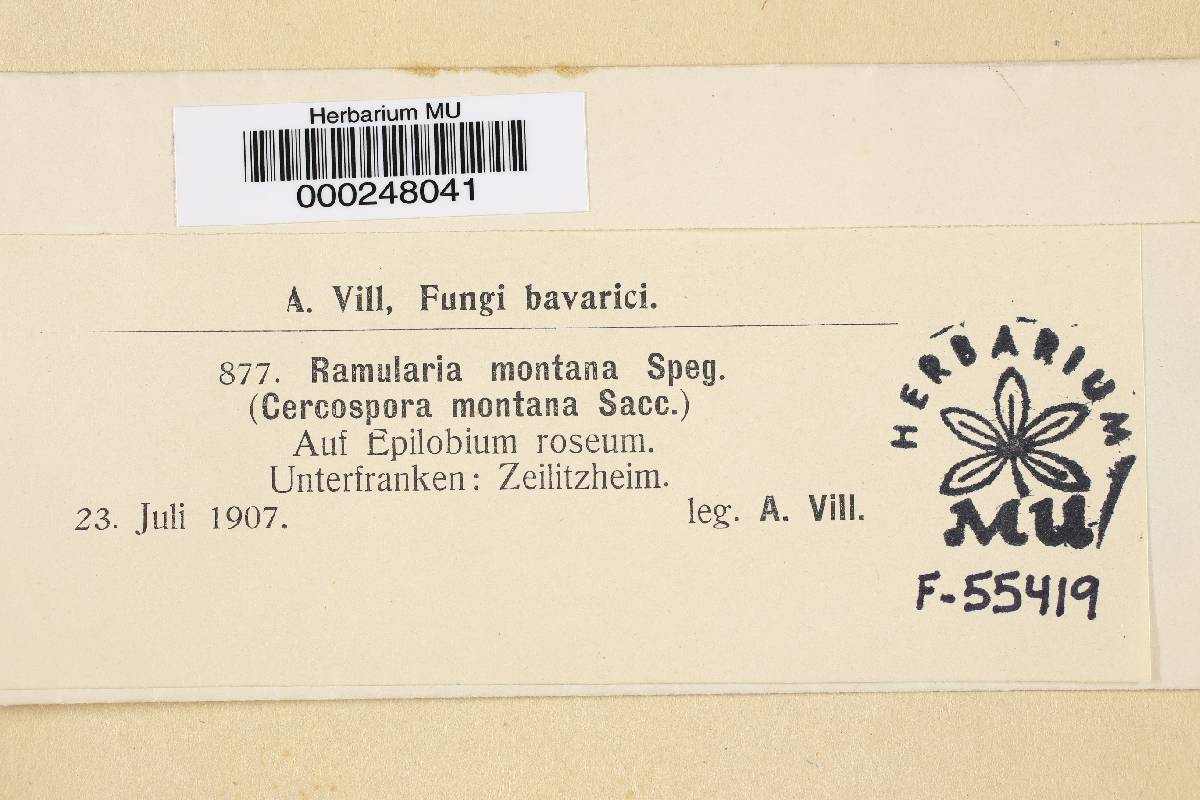 Herbarium MU
000248041
A. Vill, Fungi bavarici.
877. Ramularia montana Speg.
(Cercospora montana Sacc.)
Auf Epilobium roseum.
Unterfranken: Zeilitzheim.
23. Juli 1907. leg. A. Vill.
HERBARIUM
MU
F-55419